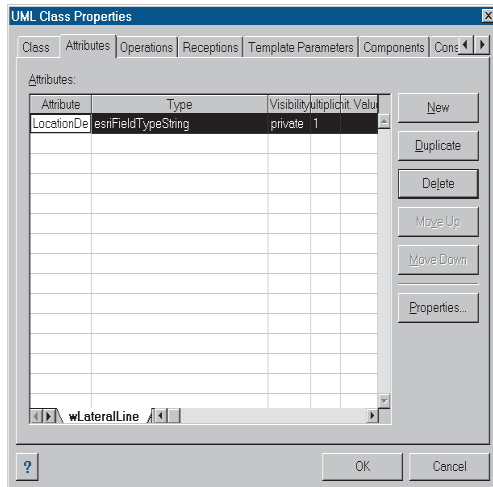 UML Class Properties
Class Attributes Operations Receptions Template Parameters Components Cons
Attributes:
Attribute Type Visibility ultiplic nit. Valu
LocationDe esriFieldTypeString private 1
New
Duplicate
Delete
Move Up
Move Down
Properties...
wLateralLine
? OK Cancel